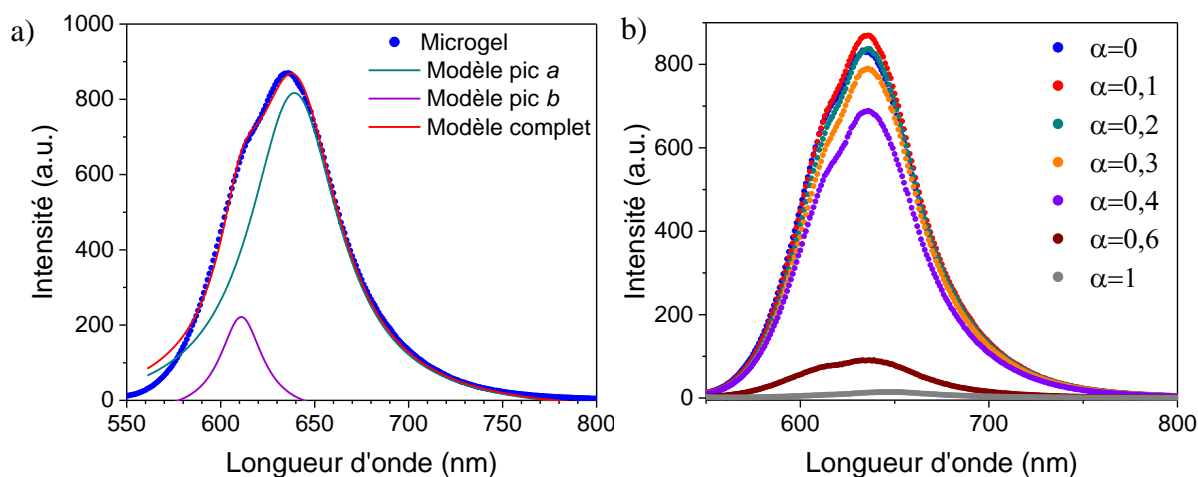 a)
1000
800
600
400
200
0
Intensité (a.u.)
550
600
650
700
750
800
Longueur d'onde (nm)
Microgel
Modèle pic a
Modèle pic b
Modèle complet
b)
800
600
400
200
0
Intensité (a.u.)
600
700
800
Longueur d'onde (nm)
α=0
α=0,1
α=0,2
α=0,3
α=0,4
α=0,6
α=1